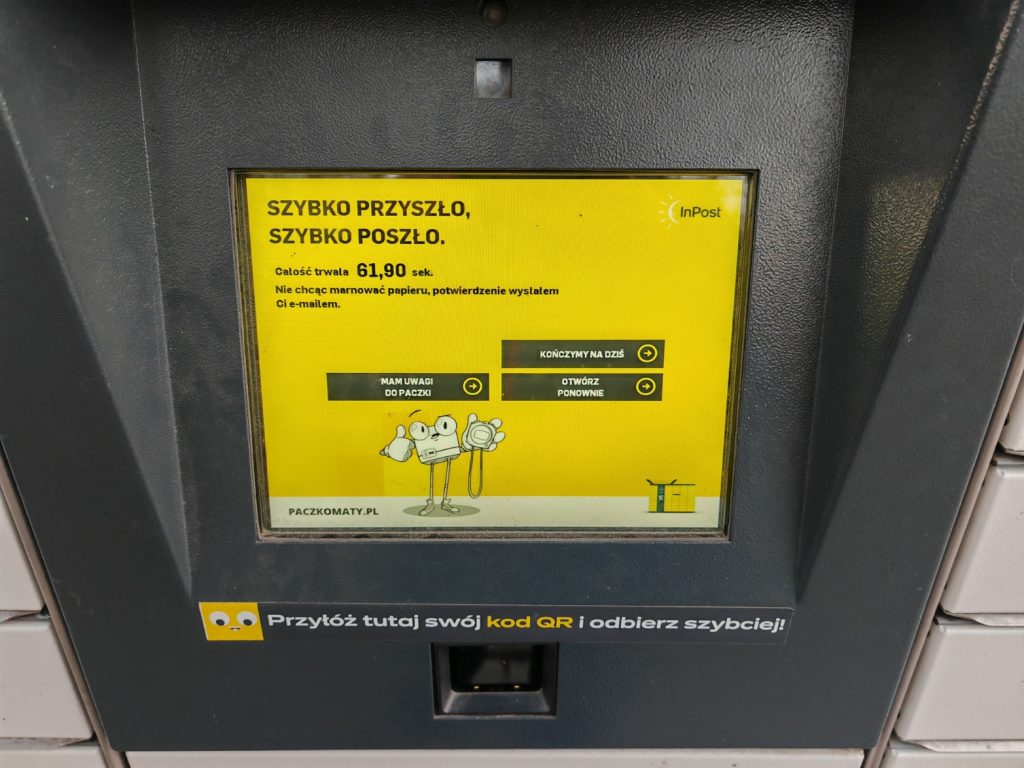 SZYBKO PRZYSZŁO,
SZYBKO POSZŁO.
InPost
Całość trwała 61,90 sek.
Nie chcąc marnować papieru, potwierdzenie wysłałem
Ci e-mailem.
KOŃCZYMY NA DZIŚ
MAM UWAGI
DO PACZKI
OTWÓRZ
PONOWNIE
PACZKOMATY.PL
Przyłóż tutaj swój kod QR i odbierz szybciej!